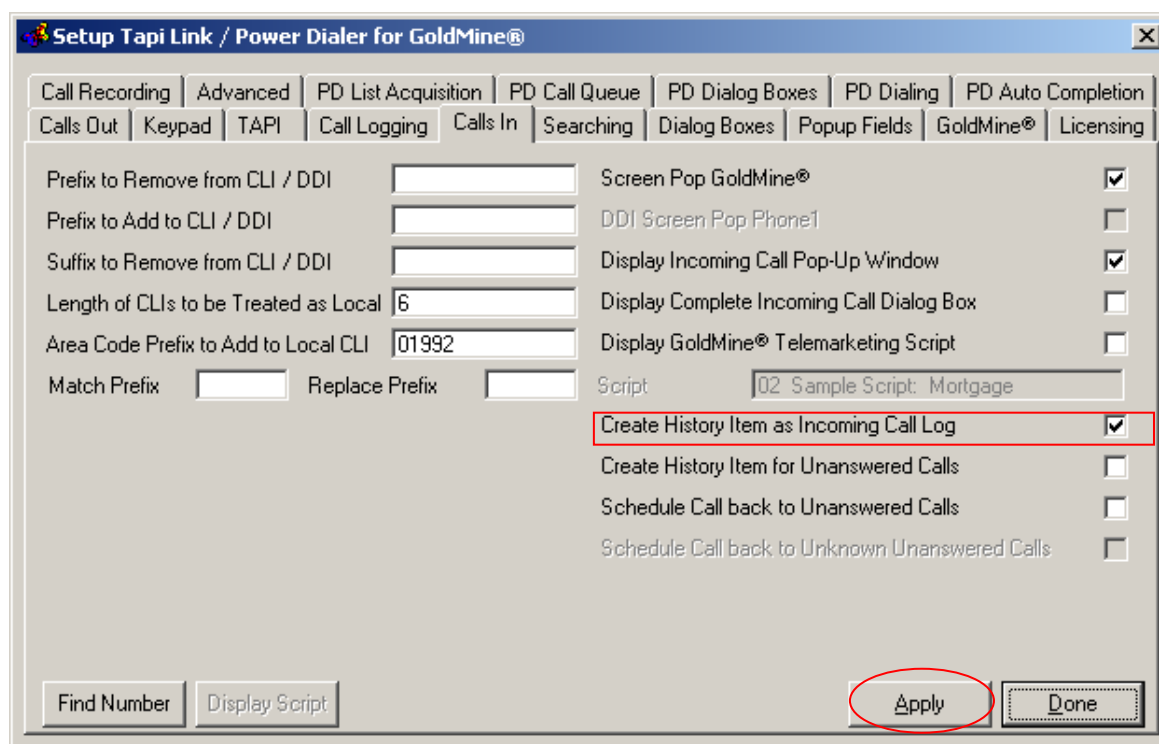 Setup Tapi Link / Power Dialer for GoldMine®
Call Recording Advanced PD List Acquisition PD Call Queue PD Dialog Boxes PD Dialing PD Auto Completion
Calls Out Keypad TAPI Call Logging Calls In Searching Dialog Boxes Popup Fields GoldMine® Licensing
Prefix to Remove from CLI / DDI
Prefix to Add to CLI / DDI
Suffix to Remove from CLI / DDI
Length of CLIs to be Treated as Local 6
Area Code Prefix to Add to Local CLI 01992
Match Prefix Replace Prefix
Screen Pop GoldMine®
DDI Screen Pop Phone1
Display Incoming Call Pop-Up Window
Display Complete Incoming Call Dialog Box
Display GoldMine® Telemarketing Script
Script 02 Sample Script: Mortgage
Create History Item as Incoming Call Log
Create History Item for Unanswered Calls
Schedule Call back to Unanswered Calls
Schedule Call back to Unknown Unanswered Calls
Find Number Display Script Apply Done